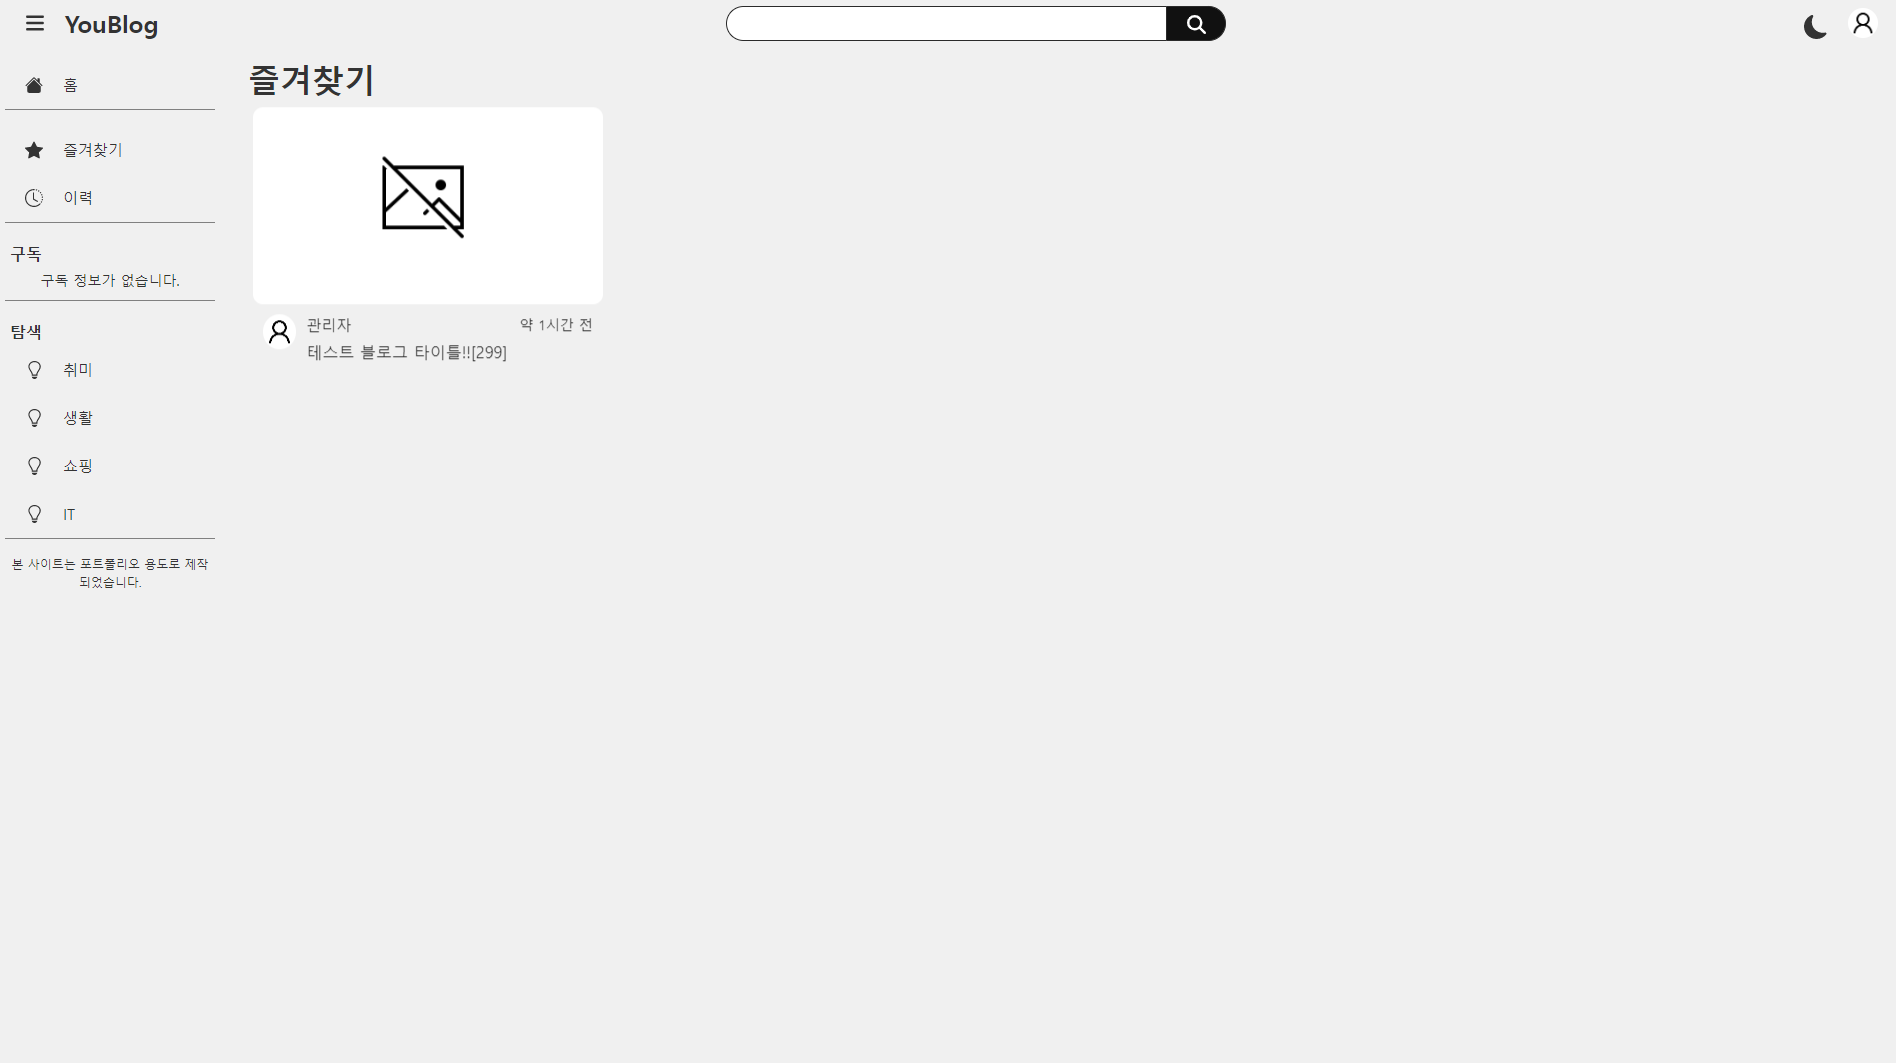 YouBlog
홈
즐겨찾기
이력
구독
구독 정보가 없습니다.
탐색
취미
생활
쇼핑
IT
본 사이트는 포트폴리오 용도로 제작
되었습니다.
즐겨찾기
관리자
약 1시간 전
테스트 블로그 타이틀!![299]